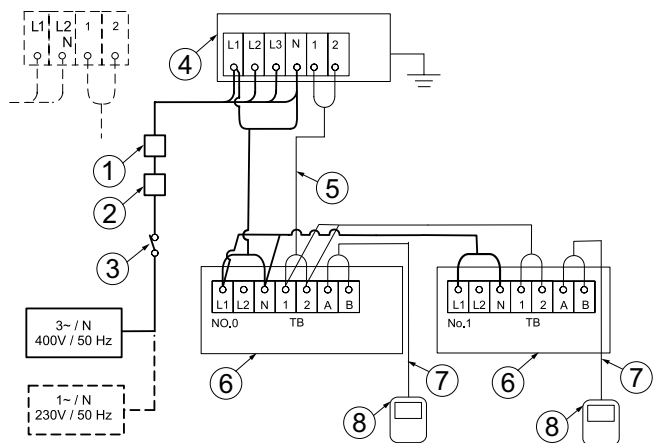 L1 L2 N 1 2
L1 L2 L3 N 1 2
4
1
2
3
5
L1 L2 N 1 2 A B
NO.0 TB
L1 L2 N 1 2 A B
No.1 TB
3~ / N
400V / 50 Hz
6
7
6
7
1~ / N
230V / 50 Hz
8
8